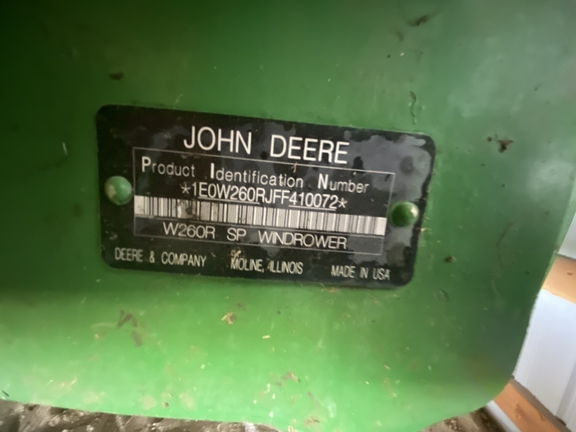 JOHN DEERE
Product Identification Number
*1E0W260RJFF410072*
W260R SP WINDROWER
DEERE & COMPANY MOLINE, ILLINOIS MADE IN USA